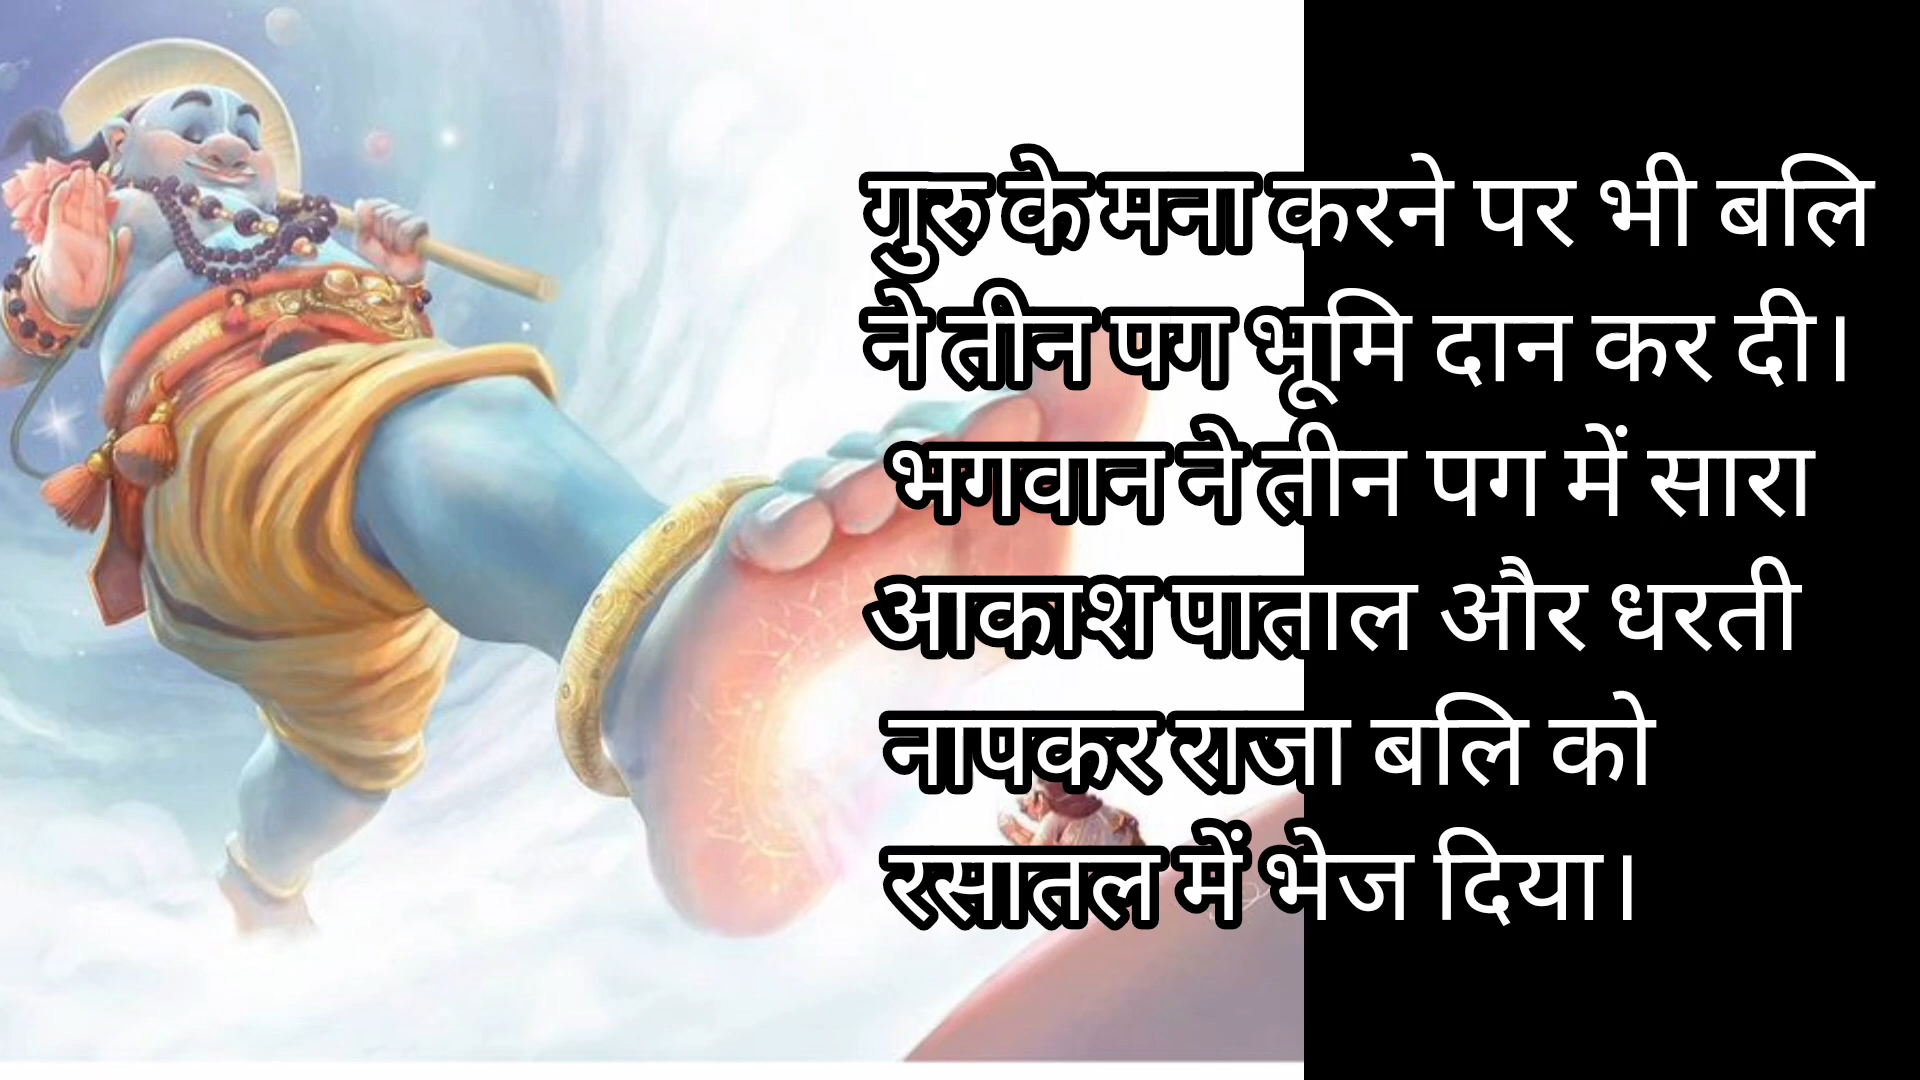 गुरु के मना करने पर भी बलि
ने तीन पग भूमि दान कर दी।
भगवान ने तीन पग में सारा
आकाश पाताल और धरती
नापकर राजा बलि को
रसातल में भेज दिया।